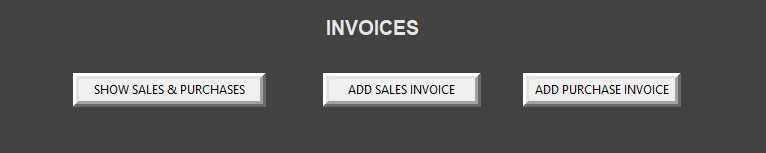 INVOICES
SHOW SALES & PURCHASES
ADD SALES INVOICE
ADD PURCHASE INVOICE